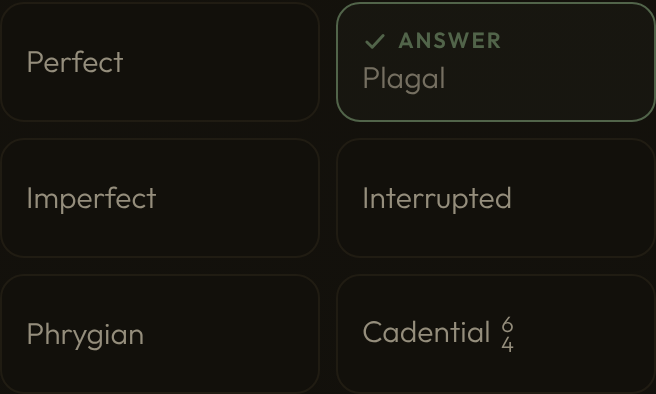 Perfect
✓ ANSWER
Plagal
Imperfect
Interrupted
Phrygian
Cadential 6
4